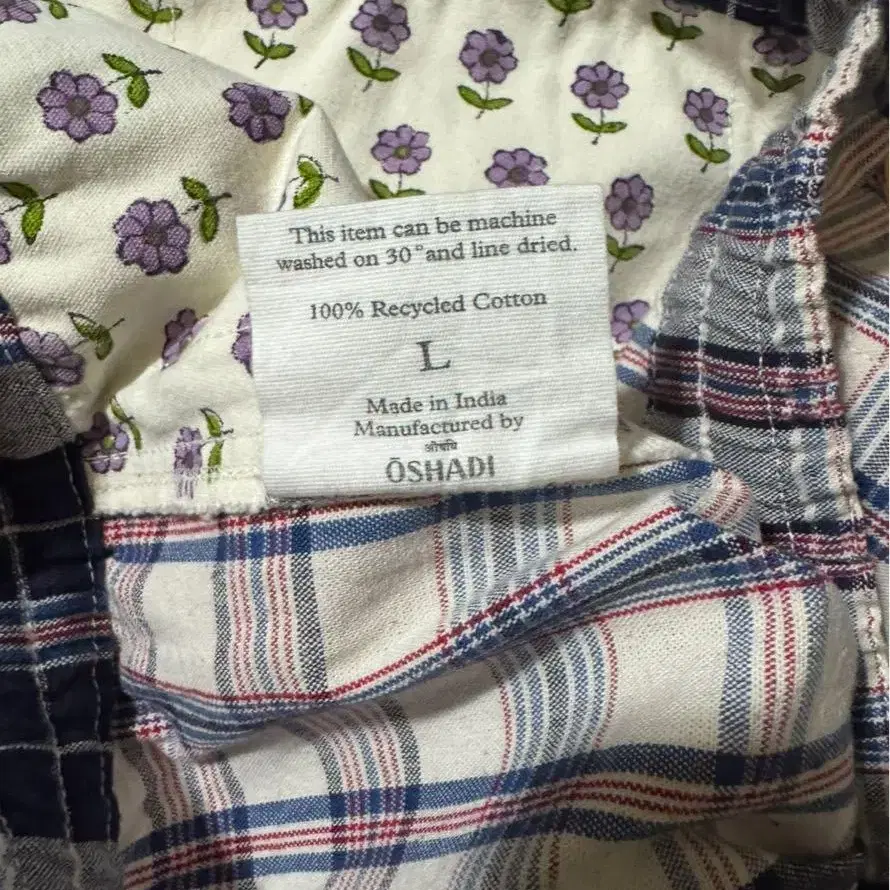 This item can be machine
washed on 30° and line dried.
100% Recycled Cotton
L
Made in India
Manufactured by
ओषधि
ŌSHADI